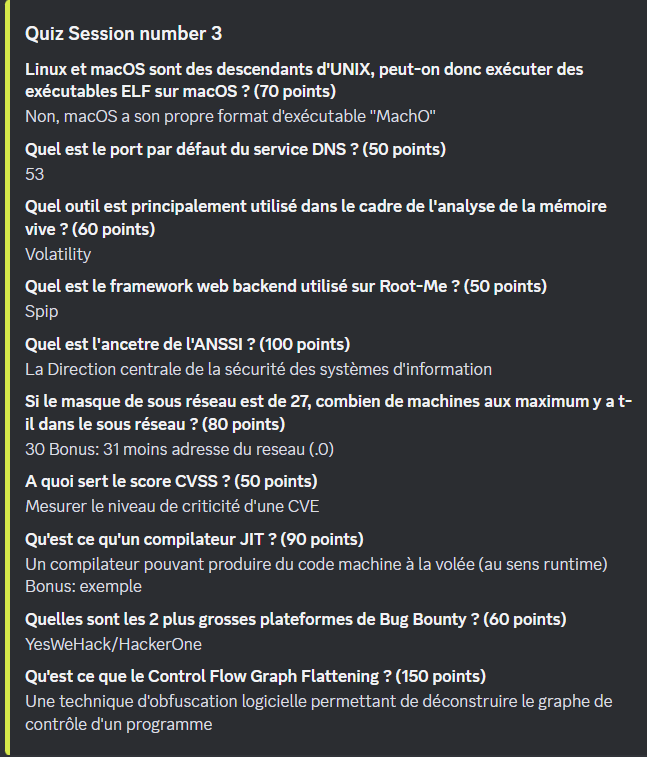 Quiz Session number 3
Linux et macOS sont des descendants d'UNIX, peut-on donc exécuter des
exécutables ELF sur macOS ? (70 points)
Non, macOS a son propre format d'exécutable "MachO"
Quel est le port par défaut du service DNS ? (50 points)
53
Quel outil est principalement utilisé dans le cadre de l'analyse de la mémoire
vive ? (60 points)
Volatility
Quel est le framework web backend utilisé sur Root-Me ? (50 points)
Spip
Quel est l'ancetre de l'ANSSI ? (100 points)
La Direction centrale de la sécurité des systèmes d'information
Si le masque de sous réseau est de 27, combien de machines aux maximum y a t-
il dans le sous réseau ? (80 points)
30 Bonus: 31 moins adresse du reseau (.0)
A quoi sert le score CVSS ? (50 points)
Mesurer le niveau de criticité d'une CVE
Qu'est ce qu'un compilateur JIT ? (90 points)
Un compilateur pouvant produire du code machine à la volée (au sens runtime)
Bonus: exemple
Quelles sont les 2 plus grosses plateformes de Bug Bounty ? (60 points)
YesWeHack/HackerOne
Qu'est ce que le Control Flow Graph Flattening ? (150 points)
Une technique d'obfuscation logicielle permettant de déconstruire le graphe de
contrôle d'un programme